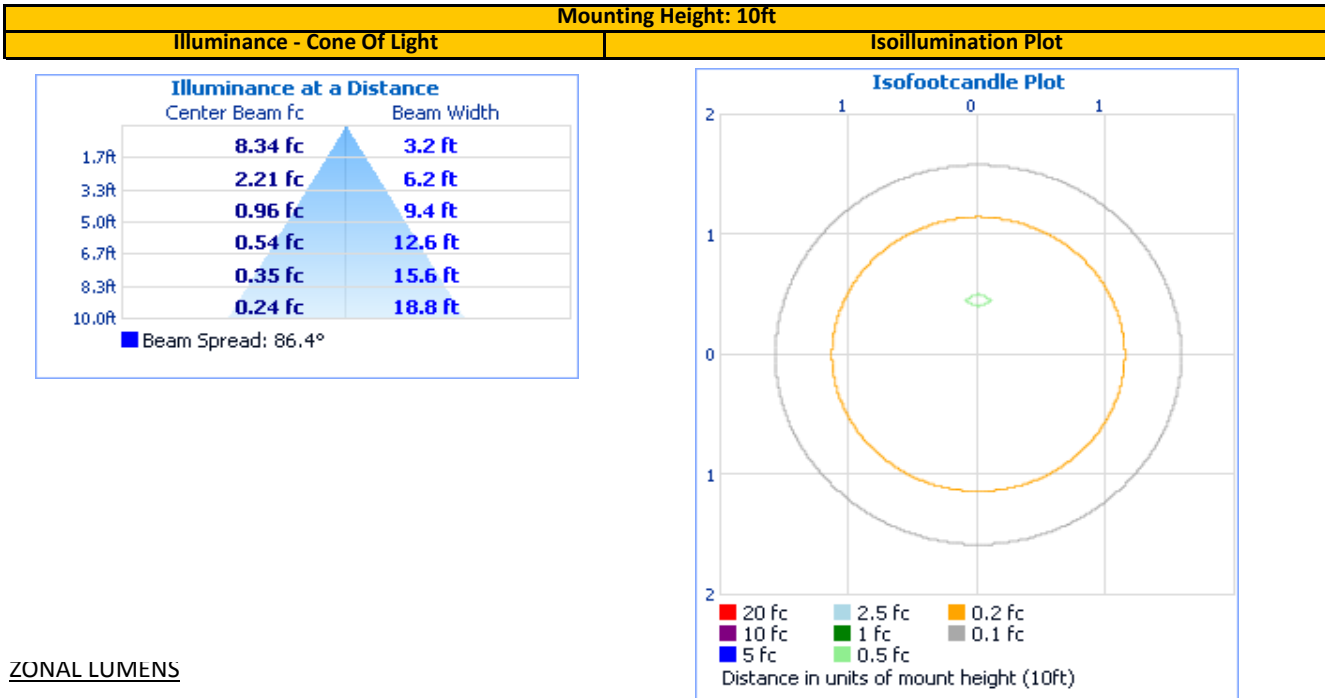 Mounting Height: 10ft
Illuminance - Cone Of Light
Isoillumination Plot
Illuminance at a Distance
Center Beam fc Beam Width
1.7ft 8.34 fc 3.2 ft
3.3ft 2.21 fc 6.2 ft
5.0ft 0.96 fc 9.4 ft
6.7ft 0.54 fc 12.6 ft
8.3ft 0.35 fc 15.6 ft
10.0ft 0.24 fc 18.8 ft
Beam Spread: 86.4°
Isofootcandle Plot
1 0 1
2
1
0
1
2
20 fc 2.5 fc 0.2 fc
10 fc 1 fc 0.1 fc
5 fc 0.5 fc
Distance in units of mount height (10ft)
ZONAL LUMENS